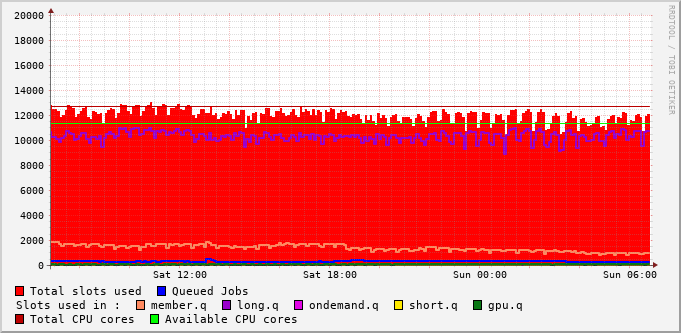 RRDTOOL / TOBI OETIKER
20000
18000
16000
14000
12000
10000
8000
6000
4000
2000
0
Sat 12:00 Sat 18:00 Sun 00:00 Sun 06:00
Total slots used Queued Jobs
Slots used in : member.q long.q ondemand.q short.q gpu.q
Total CPU cores Available CPU cores